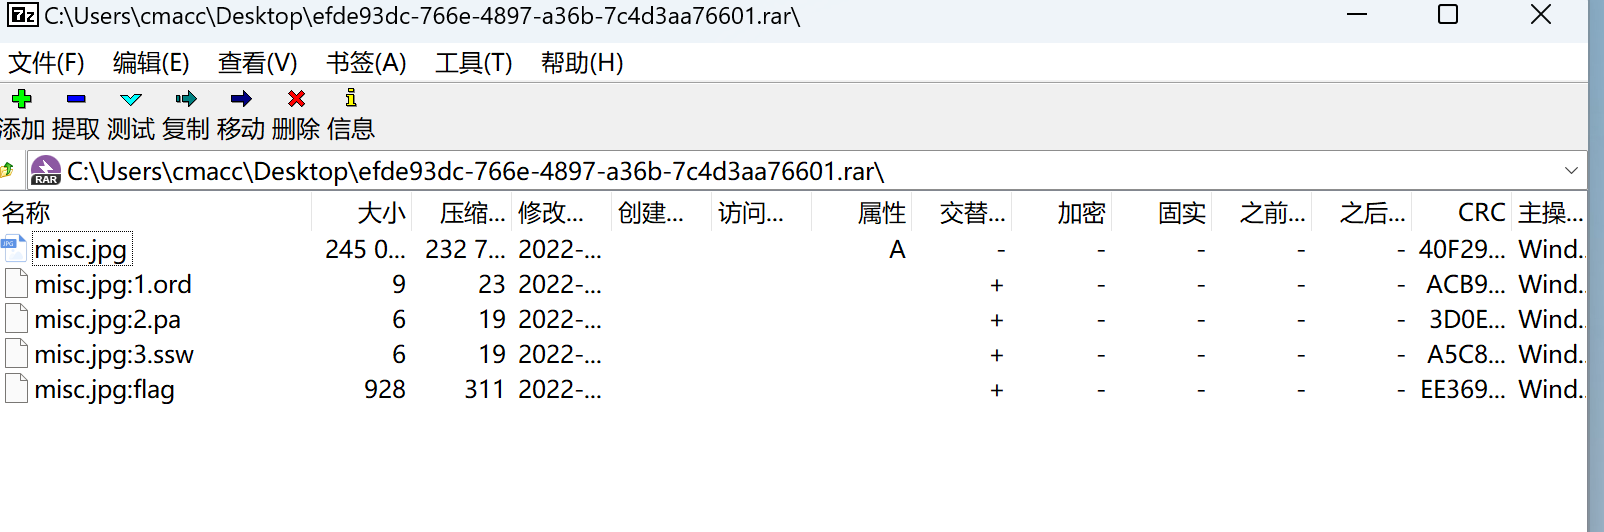 7z C:\Users\cmacc\Desktop\efde93dc-766e-4897-a36b-7c4d3aa76601.rar\
文件(F) 编辑(E) 查看(V) 书签(A) 工具(T) 帮助(H)
添加 提取 测试 复制 移动 删除 信息
RAR C:\Users\cmacc\Desktop\efde93dc-766e-4897-a36b-7c4d3aa76601.rar\
名称 大小 压缩... 修改... 创建... 访问... 属性 交替... 加密 固实 之前... 之后... CRC 主操...
JPG misc.jpg 245 0... 232 7... 2022-... A - - - - - 40F29... Wind...
misc.jpg:1.ord 9 23 2022-... + - - - - ACB9... Wind...
misc.jpg:2.pa 6 19 2022-... + - - - - 3D0E... Wind...
misc.jpg:3.ssw 6 19 2022-... + - - - - A5C8... Wind...
misc.jpg:flag 928 311 2022-... + - - - - EE369... Wind...